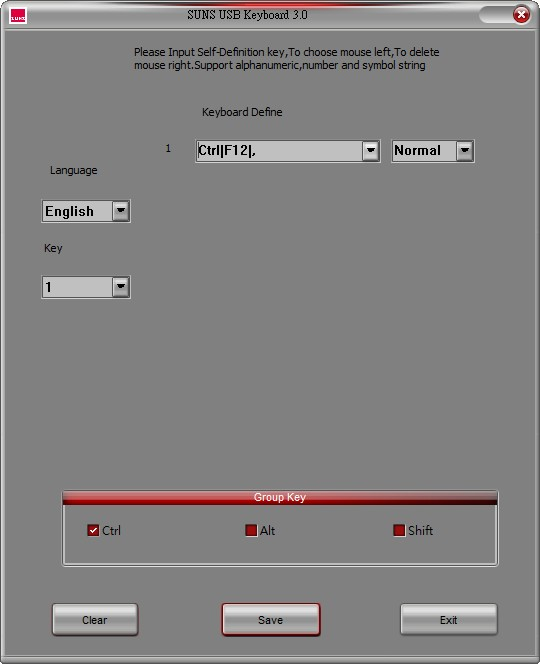 SUNS
SUNS USB Keyboard 3.0
Please Input Self-Definition key,To choose mouse left,To delete
mouse right.Support alphanumeric,number and symbol string
Keyboard Define
1
Ctrl|F12|,
Normal
Language
English
Key
1
Group Key
Ctrl
Alt
Shift
Clear
Save
Exit